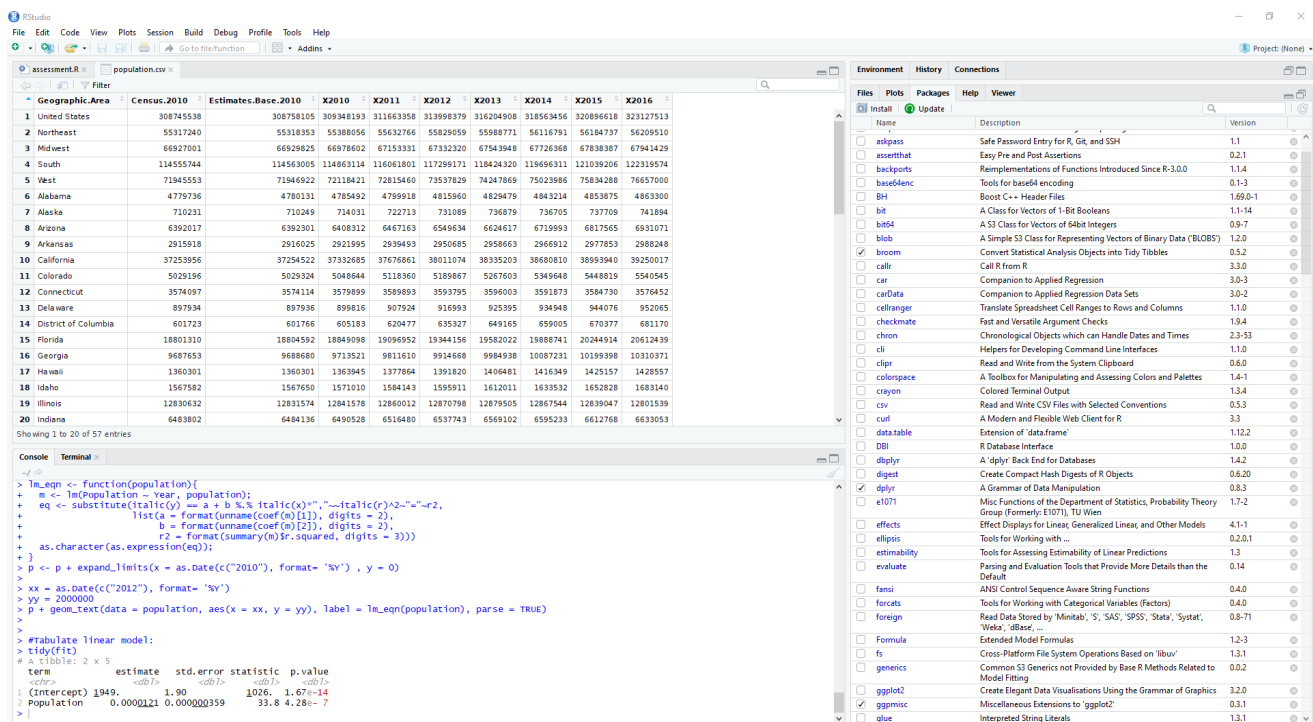 RStudio
File Edit Code View Plots Session Build Debug Profile Tools Help
Go to file/function Addins
Project: (None)
assessment.R population.csv
Filter
Geographic.Area Census.2010 Estimates.Base.2010 X2010 X2011 X2012 X2013 X2014 X2015 X2016
1 United States 308745538 308758105 309348193 311663358 313998379 316204908 318563456 320896618 323127513
2 Northeast 55317240 55318353 55388056 55632766 55829059 55988771 56116791 56184737 56209510
3 Midwest 66927001 66929825 66978602 67153331 67332320 67543948 67726368 67838387 67941429
4 South 114555744 114563005 114863114 116061801 117299171 118424320 119696311 121039206 122319574
5 West 71945553 71946922 72118421 72815460 73537829 74247869 75023986 75834288 76657000
6 Alabama 4779736 4780131 4785492 4799918 4815960 4829479 4843214 4853875 4863300
7 Alaska 710231 710249 714031 722713 731089 736879 736705 737709 741894
8 Arizona 6392017 6392301 6408312 6467163 6549634 6624617 6719993 6817565 6931071
9 Arkansas 2915918 2916025 2921995 2939493 2950685 2958663 2966912 2977853 2988248
10 California 37253956 37254522 37332685 37676861 38011074 38335203 38680810 38993940 39250017
11 Colorado 5029196 5029324 5048644 5118360 5189867 5267603 5349648 5448819 5540545
12 Connecticut 3574097 3574114 3579899 3589893 3593795 3596003 3591873 3584730 3576452
13 Delaware 897934 897936 899816 907924 916993 925395 934948 944076 952065
14 District of Columbia 601723 601766 605183 620477 635327 649165 659005 670377 681170
15 Florida 18801310 18804592 18849098 19096952 19344156 19582022 19888741 20244914 20612439
16 Georgia 9687653 9688680 9713521 9811610 9914668 9984938 10087231 10199398 10310371
17 Hawaii 1360301 1360301 1363945 1377864 1391820 1406481 1416349 1425157 1428557
18 Idaho 1567582 1567650 1571010 1584143 1595911 1612011 1633532 1652828 1683140
19 Illinois 12830632 12831574 12841578 12860012 12870798 12879505 12867544 12839047 12801539
20 Indiana 6483802 6484136 6490528 6516480 6537743 6569102 6595233 6612768 6633053
Showing 1 to 20 of 57 entries
Console Terminal
~/
> lm_eqn <- function(population){
+ m <- lm(Population ~ Year, population);
+ eq <- substitute(italic(y) == a + b %.% italic(x)*","~~italic(r)^2~"="~r2,
+ list(a = format(unname(coef(m)[1]), digits = 2),
+ b = format(unname(coef(m)[2]), digits = 2),
+ r2 = format(summary(m)$r.squared, digits = 3)))
+ as.character(as.expression(eq));
+ }
> p <- p + expand_limits(x = as.Date(c("2010"), format= '%Y') , y = 0)
>
> xx = as.Date(c("2012"), format= '%Y')
> yy = 2000000
> p + geom_text(data = population, aes(x = xx, y = yy), label = lm_eqn(population), parse = TRUE)
>
>
> #Tabulate linear model:
> tidy(fit)
# A tibble: 2 x 5
term estimate std.error statistic p.value
<chr> <dbl> <dbl> <dbl> <dbl>
1 (Intercept) 1949. 1.90 1026. 1.67e-14
2 Population 0.0000121 0.000000359 33.8 4.28e- 7
>
Environment History Connections
Files Plots Packages Help Viewer
Install Update
Name Description Version
askpass Safe Password Entry for R, Git, and SSH 1.1
assertthat Easy Pre and Post Assertions 0.2.1
backports Reimplementations of Functions Introduced Since R-3.0.0 1.1.4
base64enc Tools for base64 encoding 0.1-3
BH Boost C++ Header Files 1.69.0-1
bit A Class for Vectors of 1-Bit Booleans 1.1-14
bit64 A S3 Class for Vectors of 64bit Integers 0.9-7
blob A Simple S3 Class for Representing Vectors of Binary Data ('BLOBS') 1.2.0
broom Convert Statistical Analysis Objects into Tidy Tibbles 0.5.2
callr Call R from R 3.3.0
car Companion to Applied Regression 3.0-3
carData Companion to Applied Regression Data Sets 3.0-2
cellranger Translate Spreadsheet Cell Ranges to Rows and Columns 1.1.0
checkmate Fast and Versatile Argument Checks 1.9.4
chron Chronological Objects which can Handle Dates and Times 2.3-53
cli Helpers for Developing Command Line Interfaces 1.1.0
clipr Read and Write from the System Clipboard 0.6.0
colorspace A Toolbox for Manipulating and Assessing Colors and Palettes 1.4-1
crayon Colored Terminal Output 1.3.4
csv Read and Write CSV Files with Selected Conventions 0.5.3
curl A Modern and Flexible Web Client for R 3.3
data.table Extension of `data.frame` 1.12.2
DBI R Database Interface 1.0.0
dbplyr A 'dplyr' Back End for Databases 1.4.2
digest Create Compact Hash Digests of R Objects 0.6.20
dplyr A Grammar of Data Manipulation 0.8.3
e1071 Misc Functions of the Department of Statistics, Probability Theory 1.7-2
Group (Formerly: E1071), TU Wien
effects Effect Displays for Linear, Generalized Linear, and Other Models 4.1-1
ellipsis Tools for Working with ... 0.2.0.1
estimability Tools for Assessing Estimability of Linear Predictions 1.3
evaluate Parsing and Evaluation Tools that Provide More Details than the 0.14
Default
fansi ANSI Control Sequence Aware String Functions 0.4.0
forcats Tools for Working with Categorical Variables (Factors) 0.4.0
foreign Read Data Stored by 'Minitab', 'S', 'SAS', 'SPSS', 'Stata', 'Systat', 0.8-71
'Weka', 'dBase', ...
Formula Extended Model Formulas 1.2-3
fs Cross-Platform File System Operations Based on 'libuv' 1.3.1
generics Common S3 Generics not Provided by Base R Methods Related to 0.0.2
Model Fitting
ggplot2 Create Elegant Data Visualisations Using the Grammar of Graphics 3.2.0
ggpmisc Miscellaneous Extensions to 'ggplot2' 0.3.1
glue Interpreted String Literals 1.3.1